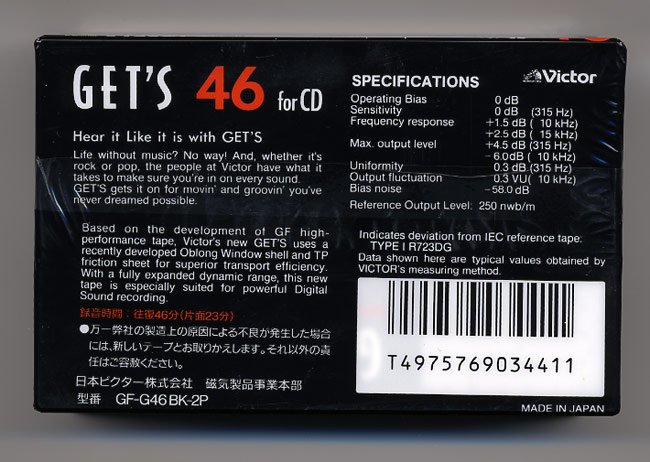 GET'S 46 for CD
Hear it Like it is with GET'S
Life without music? No way! And, whether it's
rock or pop, the people at Victor have what it
takes to make sure you're in on every sound.
GET'S gets it on for movin' and groovin' you've
never dreamed possible.
Based on the development of GF high-
performance tape, Victor's new GET'S uses a
recently developed Oblong Window shell and TP
friction sheet for superior transport efficiency.
With a fully expanded dynamic range, this new
tape is especially suited for powerful Digital
Sound recording.
録音時間：往復46分(片面23分)
●万一弊社の製造上の原因による不良が発生した場合
には、新しいテープとお取りかえします。それ以外の責
任はご容赦ください。
日本ビクター株式会社 磁気製品事業本部
型番 GF-G46BK-2P
Victor
SPECIFICATIONS
Operating Bias 0 dB
Sensitivity 0 dB (315 Hz)
Frequency response +1.5 dB ( 10 kHz)
+2.5 dB ( 15 kHz)
Max. output level +4.5 dB (315 Hz)
-6.0dB ( 10 kHz)
Uniformity 0.3 dB (315 Hz)
Output fluctuation 0.3 VU( 10 kHz)
Bias noise -58.0 dB
Reference Output Level: 250 nwb/m
Indicates deviation from IEC reference tape:
TYPE I R723DG
Data shown here are typical values obtained by
VICTOR's measuring method.
T4975769034411
MADE IN JAPAN